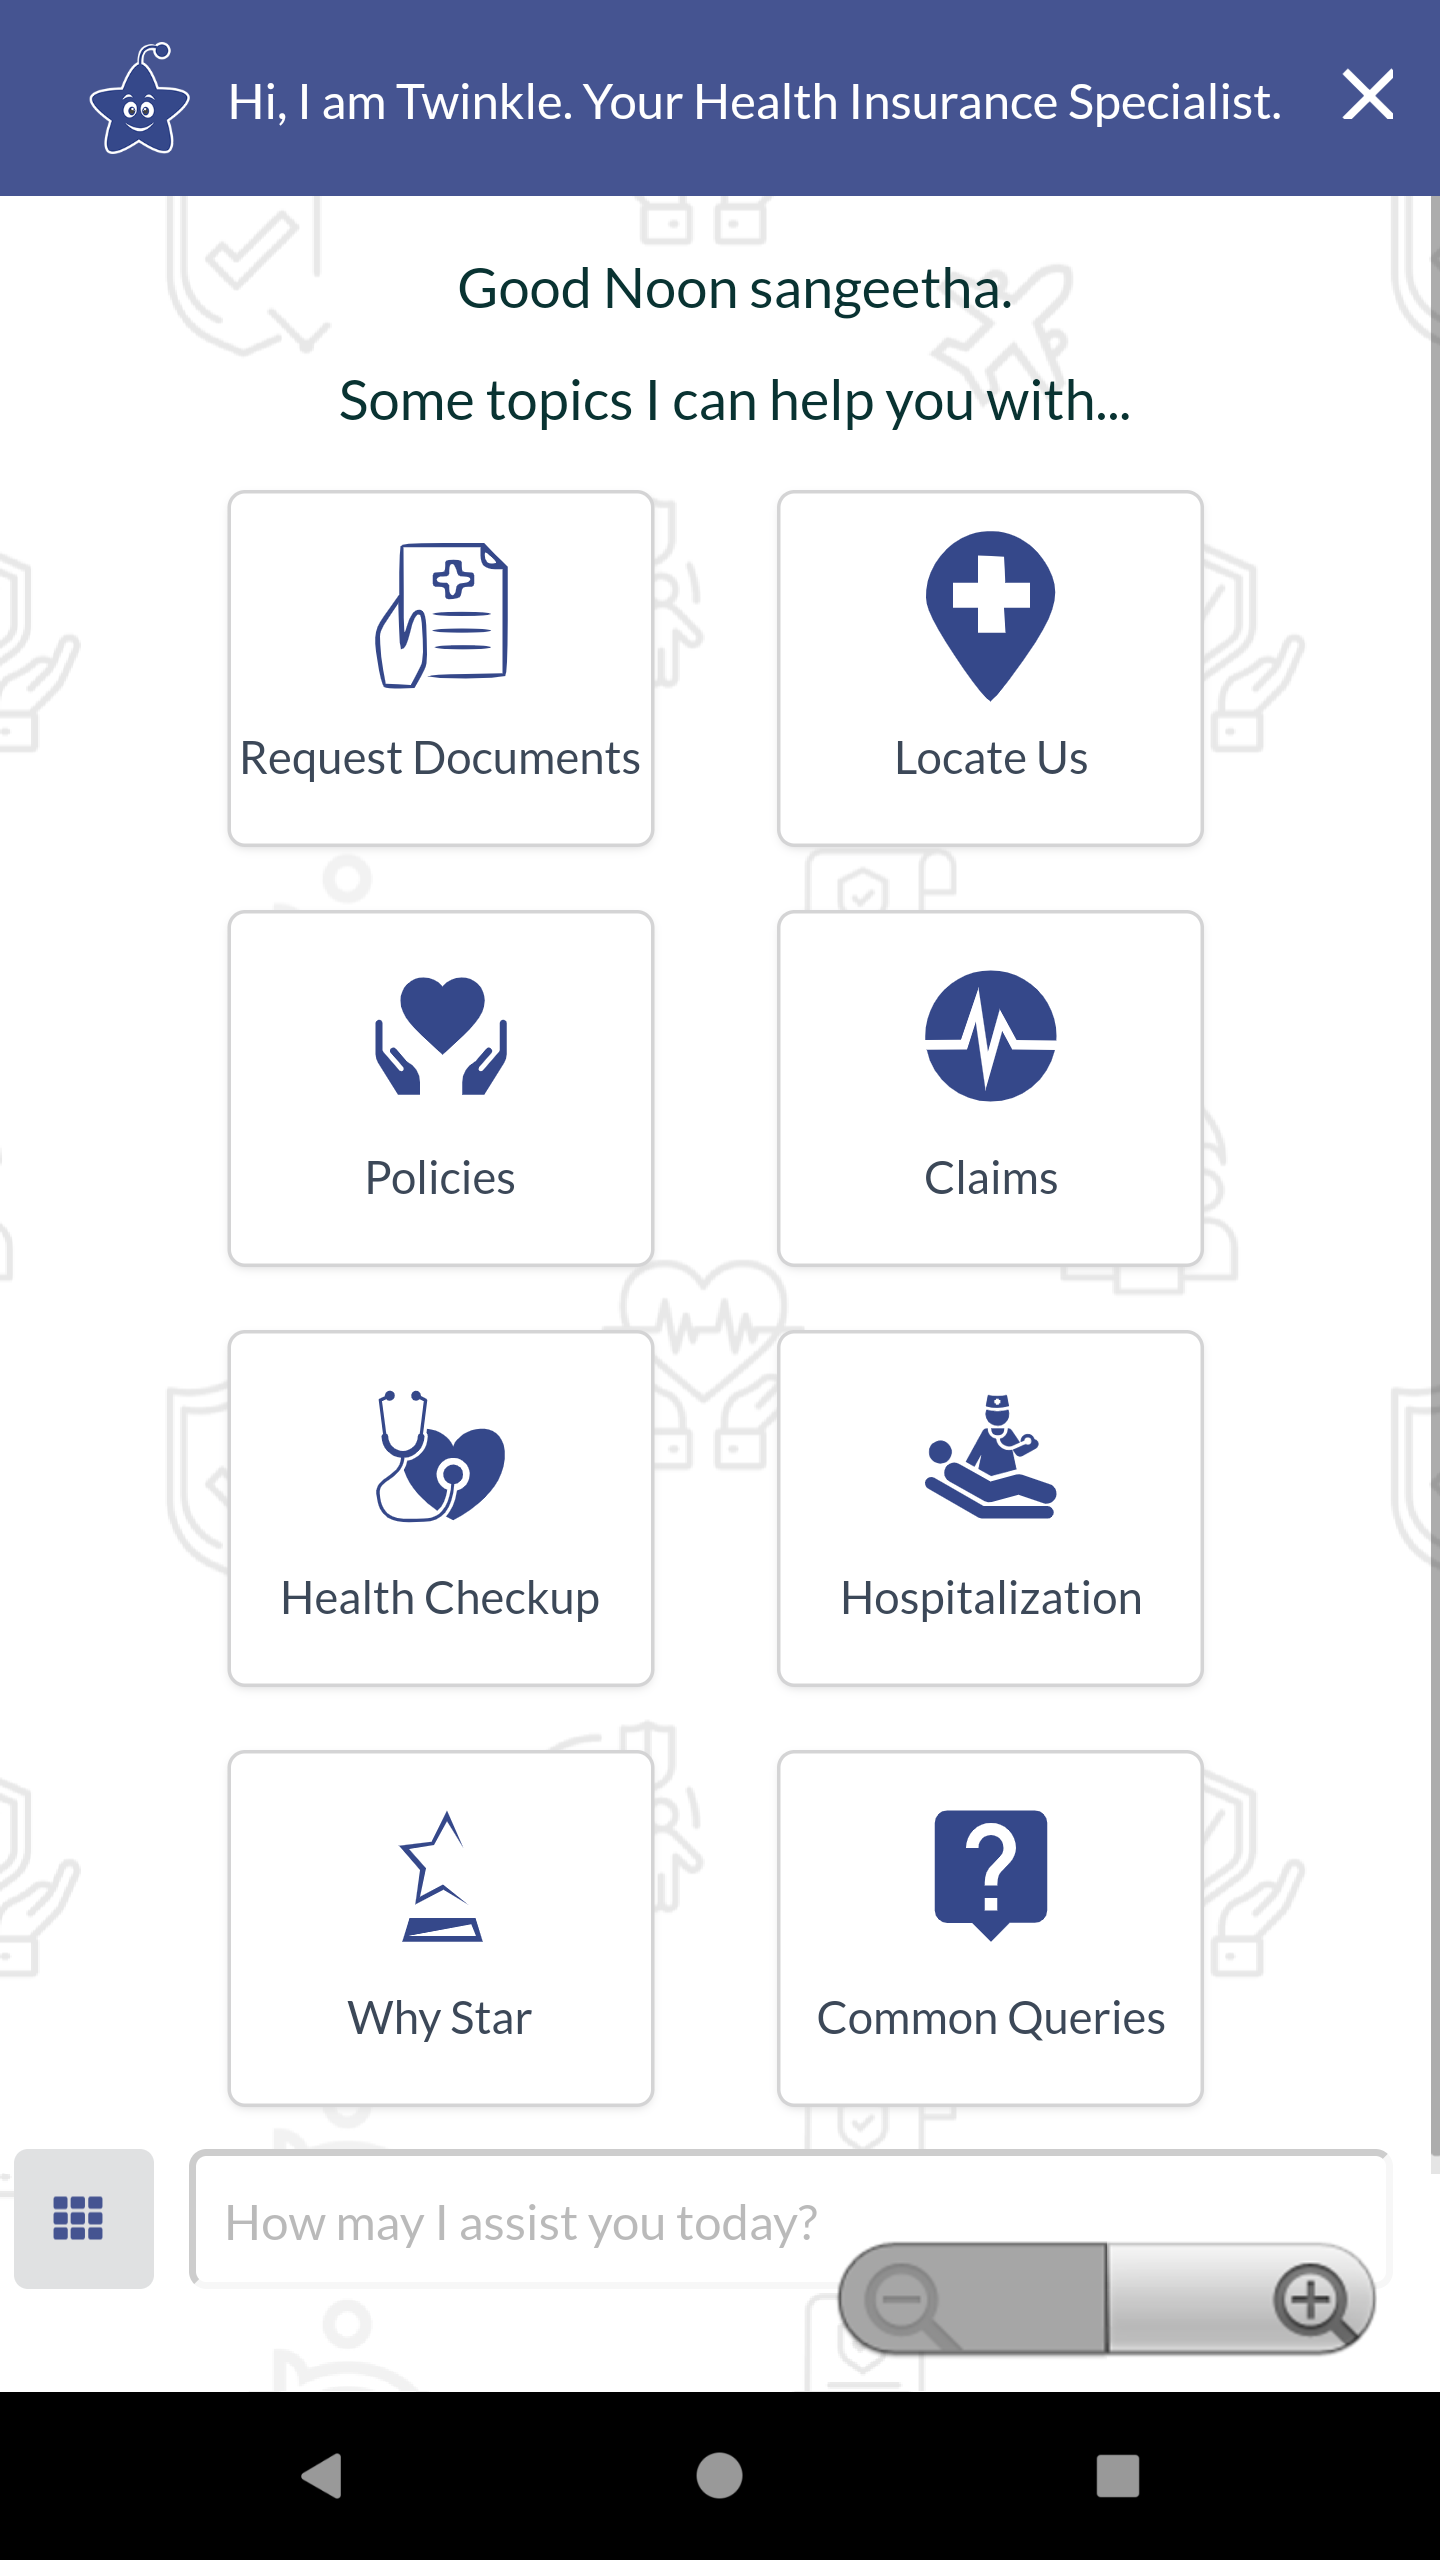 Hi, I am Twinkle. Your Health Insurance Specialist.
Good Noon sangeetha.
Some topics I can help you with...
Request Documents
Locate Us
Policies
Claims
Health Checkup
Hospitalization
Why Star
Common Queries
How may I assist you today?